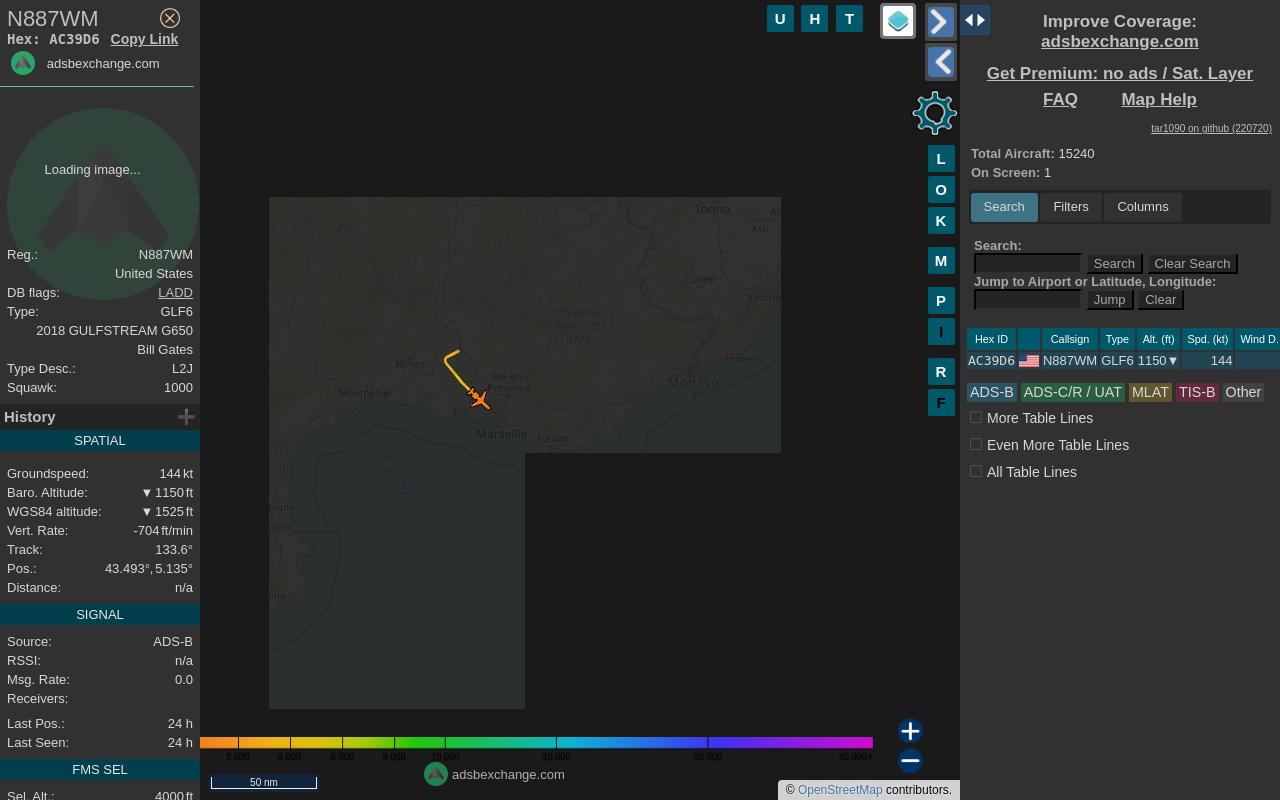 N887WM
Hex: AC39D6 Copy Link
adsbexchange.com
Loading image...
Reg.: N887WM
United States
DB flags: LADD
Type: GLF6
2018 GULFSTREAM G650
Bill Gates
Type Desc.: L2J
Squawk: 1000
History
SPATIAL
Groundspeed: 144 kt
Baro. Altitude: ▼ 1150 ft
WGS84 altitude: ▼ 1525 ft
Vert. Rate: -704 ft/min
Track: 133.6°
Pos.: 43.493°, 5.135°
Distance: n/a
SIGNAL
Source: ADS-B
RSSI: n/a
Msg. Rate: 0.0
Receivers:
Last Pos.: 24 h
Last Seen: 24 h
FMS SEL
Sel. Alt.: 4000 ft
U H T
L
O
K
M
P
I
R
F
Torino
Asti
Cuneo
Savona
Provence-
Alpes-Côte
d'Azur
Imperia
Nîmes
Monaco
Aix-en-
Provence
Montpellier
Marseille
Toulon
Golfe du
Lion / Golfo
de León
pignan
ona
2 000 4 000 6 000 8 000 10 000 20 000 30 000 40 000+
adsbexchange.com
50 nm
© OpenStreetMap contributors.
Improve Coverage:
adsbexchange.com
Get Premium: no ads / Sat. Layer
FAQ Map Help
tar1090 on github (220720)
Total Aircraft: 15240
On Screen: 1
Search Filters Columns
Search:
Search Clear Search
Jump to Airport or Latitude, Longitude:
Jump Clear
Hex ID Callsign Type Alt. (ft) Spd. (kt) Wind D.
AC39D6 N887WM GLF6 1150▼ 144
ADS-B ADS-C/R / UAT MLAT TIS-B Other
More Table Lines
Even More Table Lines
All Table Lines